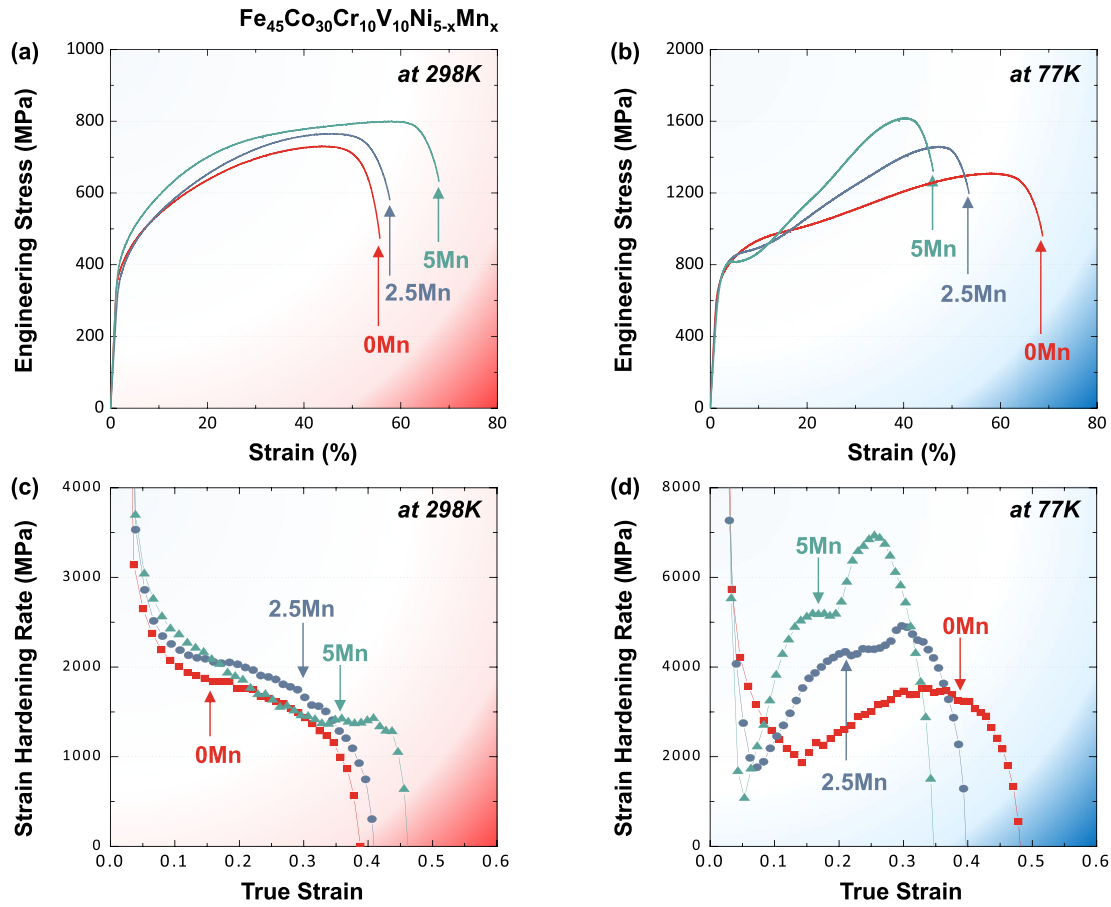 Fe45Co30Cr10V10Ni5-xMnx
(a)
at 298K
Engineering Stress (MPa)
1000
800
600
400
200
0
0 20 40 60 80
Strain (%)
5Mn
2.5Mn
0Mn
(b)
at 77K
Engineering Stress (MPa)
2000
1600
1200
800
400
0
0 20 40 60 80
Strain (%)
5Mn
2.5Mn
0Mn
(c)
at 298K
Strain Hardening Rate (MPa)
4000
3000
2000
1000
0
0.0 0.1 0.2 0.3 0.4 0.5 0.6
True Strain
2.5Mn
5Mn
0Mn
(d)
at 77K
Strain Hardening Rate (MPa)
8000
6000
4000
2000
0
0.0 0.1 0.2 0.3 0.4 0.5 0.6
True Strain
5Mn
0Mn
2.5Mn